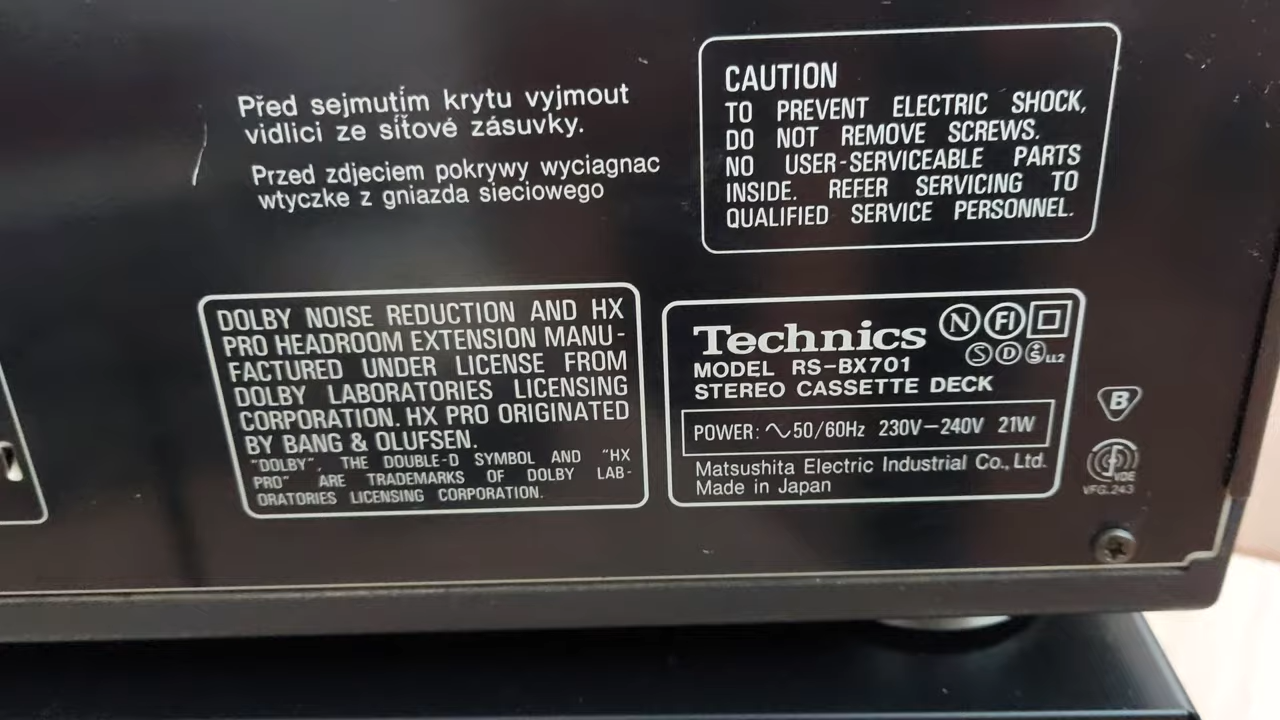 Před sejmutím krytu vyjmout
vidlici ze síťové zásuvky.
Przed zdjeciem pokrywy wyciagnac
wtyczke z gniazda sieciowego
CAUTION
TO PREVENT ELECTRIC SHOCK,
DO NOT REMOVE SCREWS.
NO USER-SERVICEABLE PARTS
INSIDE. REFER SERVICING TO
QUALIFIED SERVICE PERSONNEL.
DOLBY NOISE REDUCTION AND HX
PRO HEADROOM EXTENSION MANU-
FACTURED UNDER LICENSE FROM
DOLBY LABORATORIES LICENSING
CORPORATION. HX PRO ORIGINATED
BY BANG & OLUFSEN.
"DOLBY", THE DOUBLE-D SYMBOL AND "HX
PRO" ARE TRADEMARKS OF DOLBY LAB-
ORATORIES LICENSING CORPORATION.
Technics N FI
S D S LL2
MODEL RS-BX701
STEREO CASSETTE DECK
POWER: ∿50/60Hz 230V–240V 21W
Matsushita Electric Industrial Co., Ltd.
Made in Japan
B
VDE
VFG.243